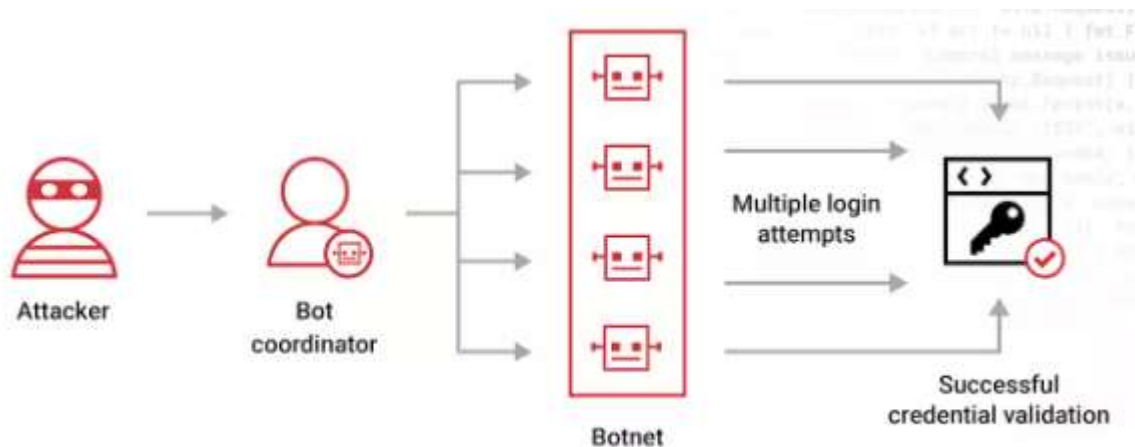 Multiple login
attempts
Attacker
Bot
coordinator
Botnet
Successful
credential validation